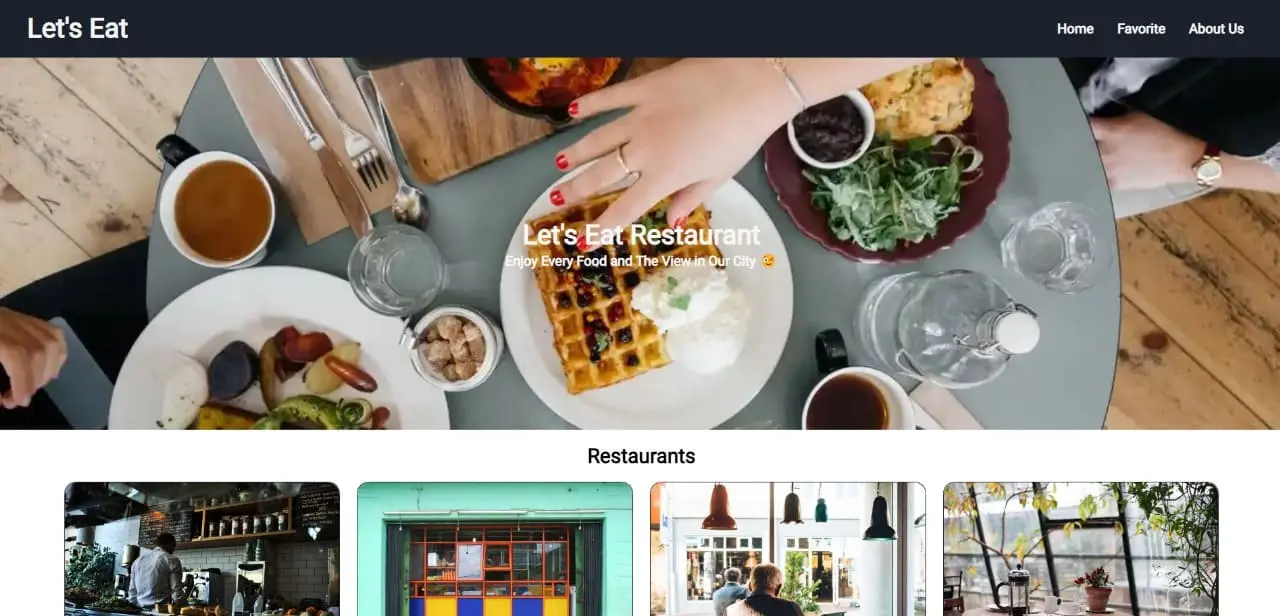 Let's Eat
Home Favorite About Us
Let's Eat Restaurant
Enjoy Every Food and The View in Our City 😋
Restaurants